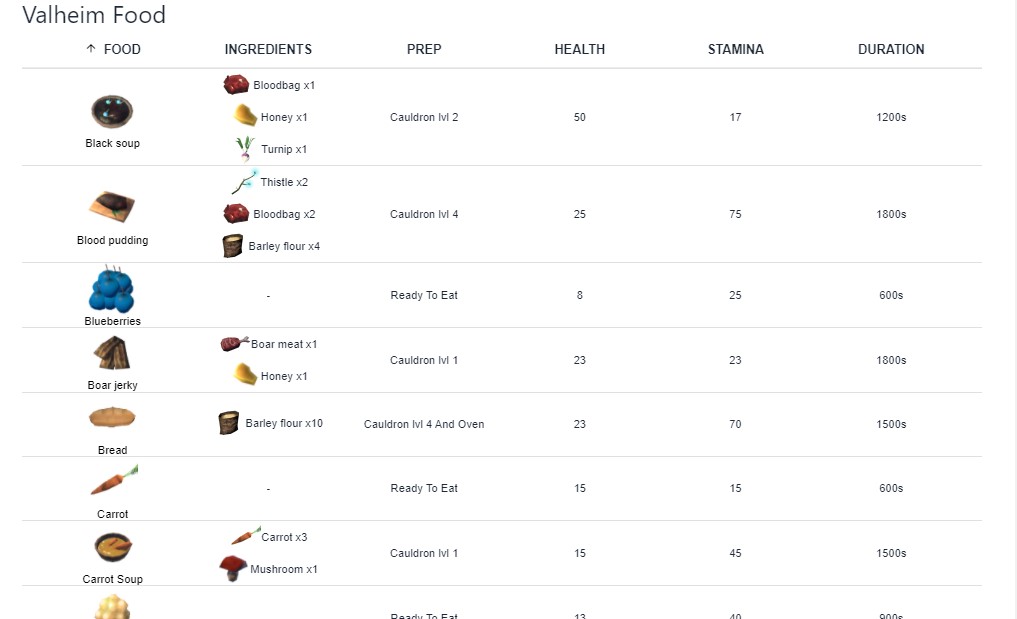 Valheim Food
↑ FOOD INGREDIENTS PREP HEALTH STAMINA DURATION
Bloodbag x1
Honey x1
Turnip x1
Black soup
Cauldron lvl 2 50 17 1200s
Thistle x2
Bloodbag x2
Barley flour x4
Blood pudding
Cauldron lvl 4 25 75 1800s
Blueberries
- Ready To Eat 8 25 600s
Boar meat x1
Honey x1
Boar jerky
Cauldron lvl 1 23 23 1800s
Barley flour x10
Bread
Cauldron lvl 4 And Oven 23 70 1500s
Carrot
- Ready To Eat 15 15 600s
Carrot x3
Mushroom x1
Carrot Soup
Cauldron lvl 1 15 45 1500s
Ready To Eat 13 40 900s